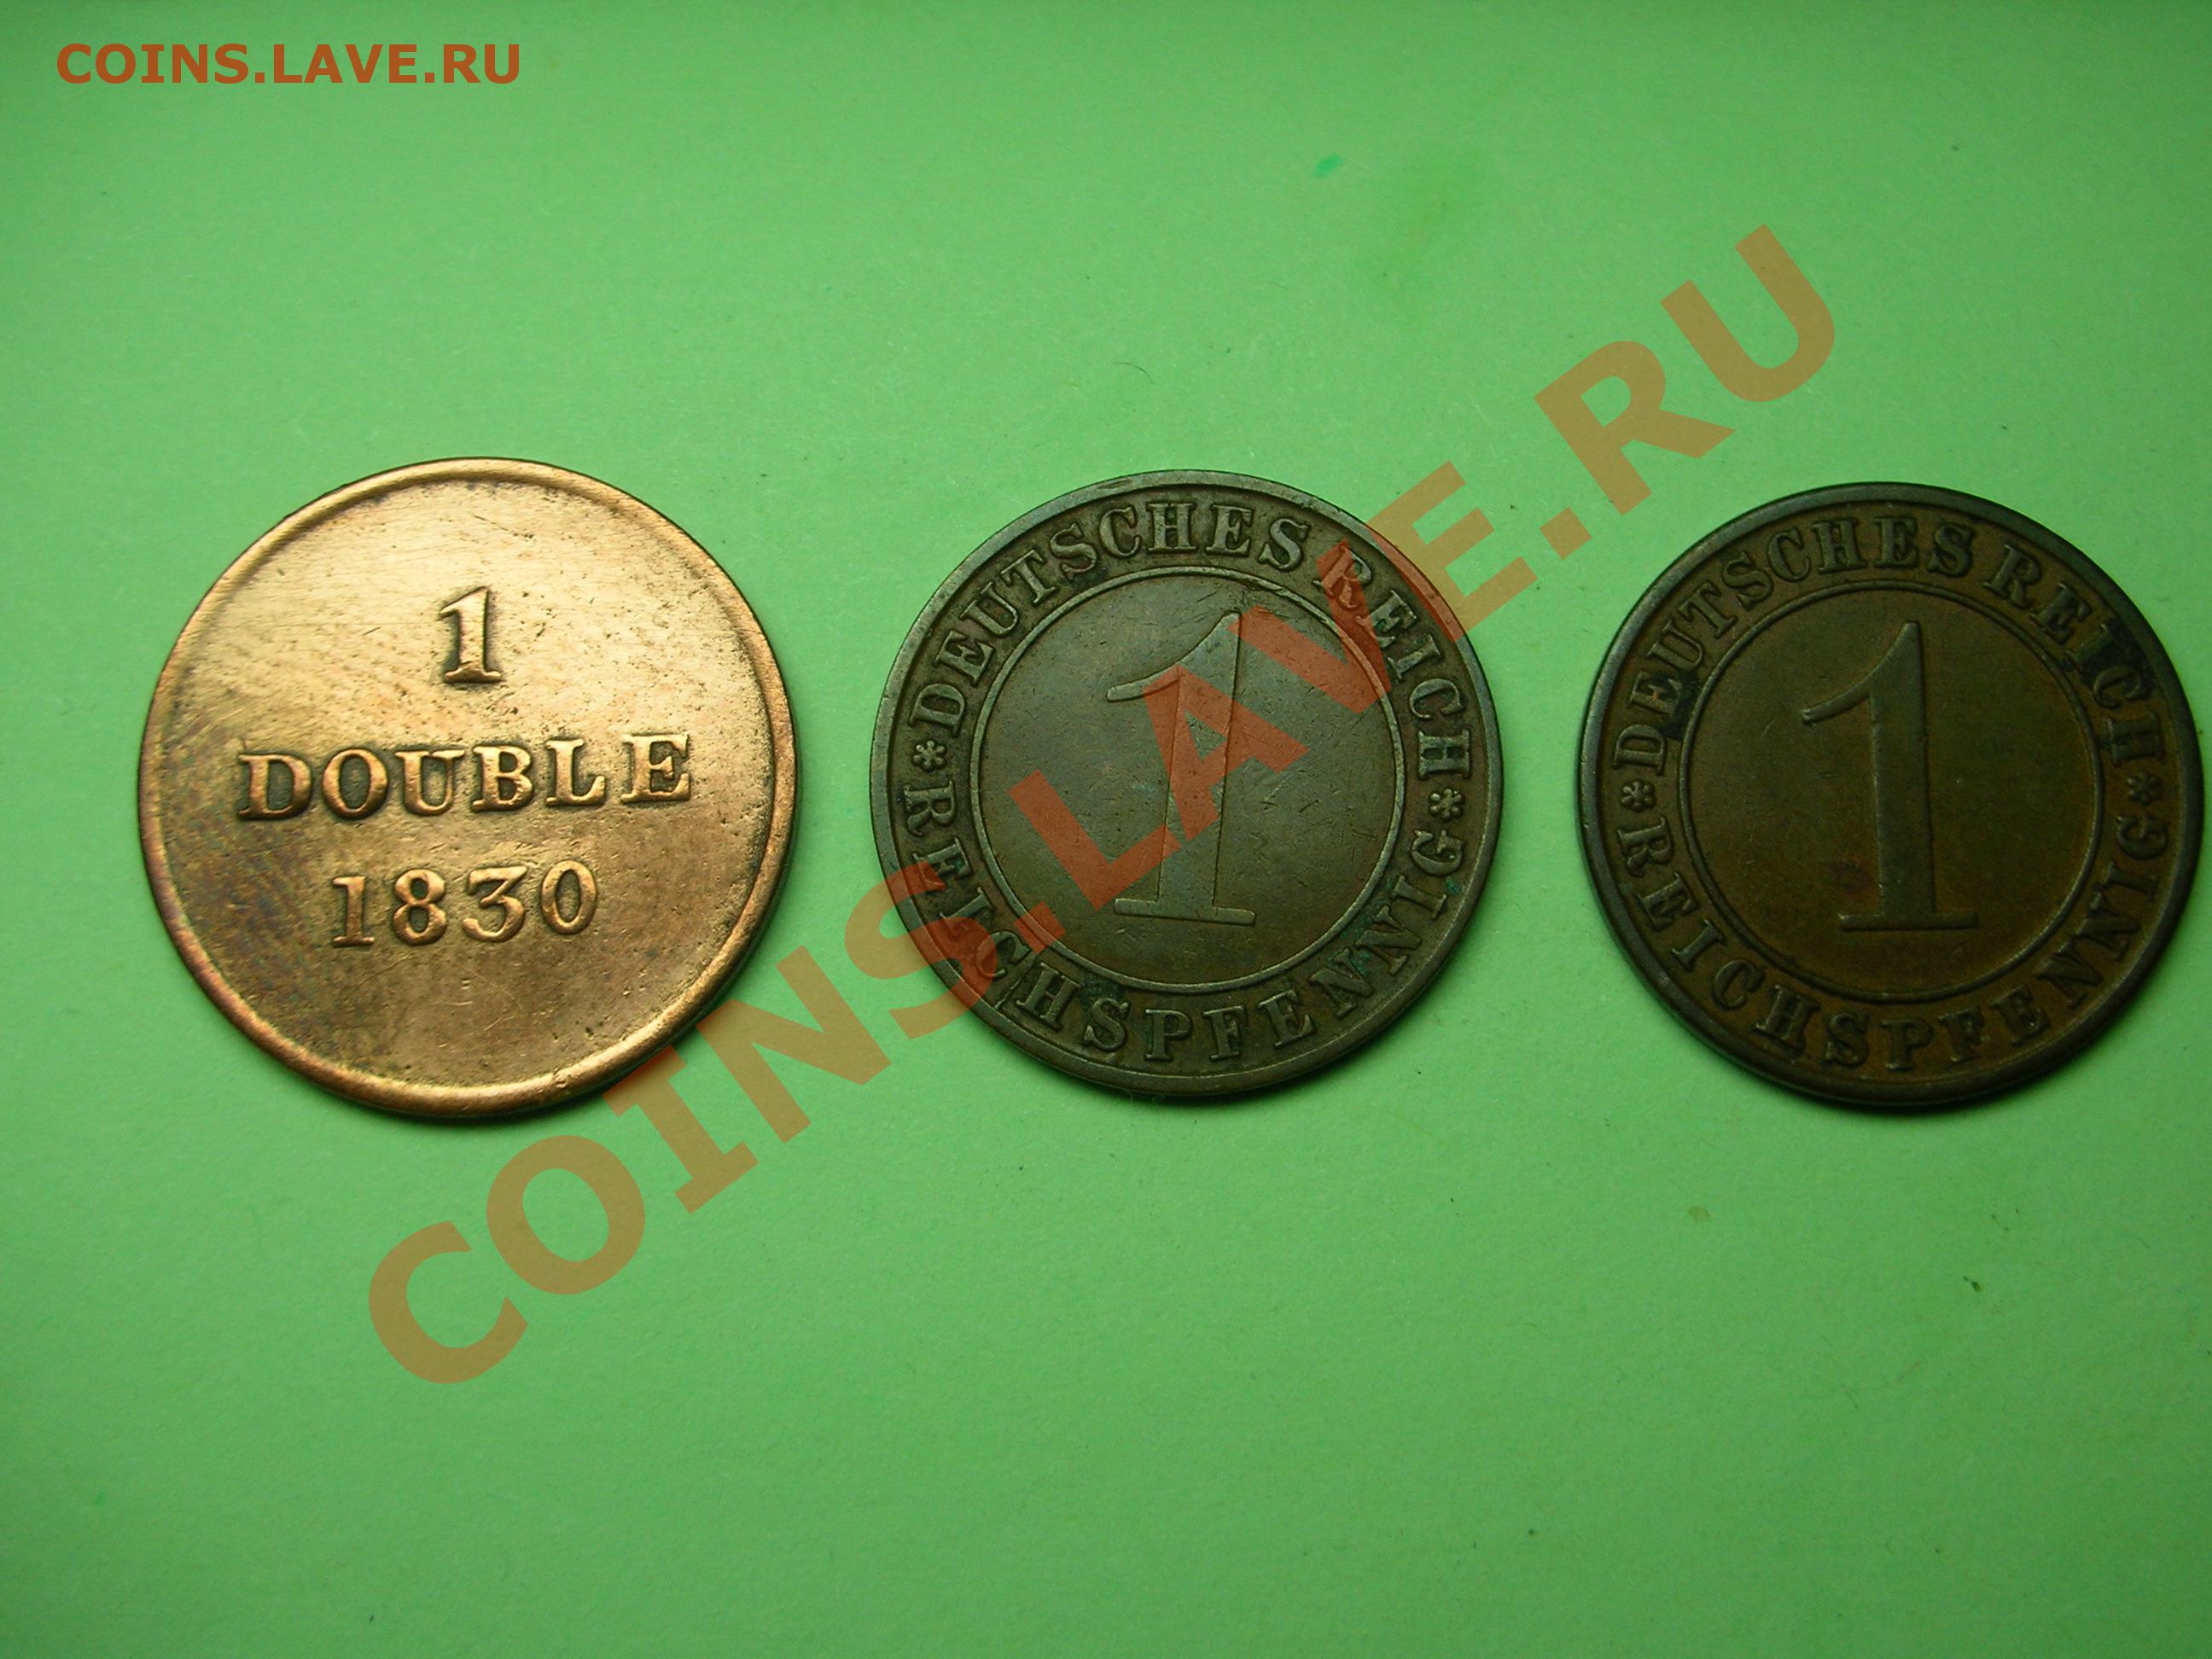 COINS.LAVE.RU
1
DOUBLE
1830
DEUTSCHES REICH
REICHSPFENNIG
1
DEUTSCHES REICH
REICHSPFENNIG
1
COINS.LAVE.RU